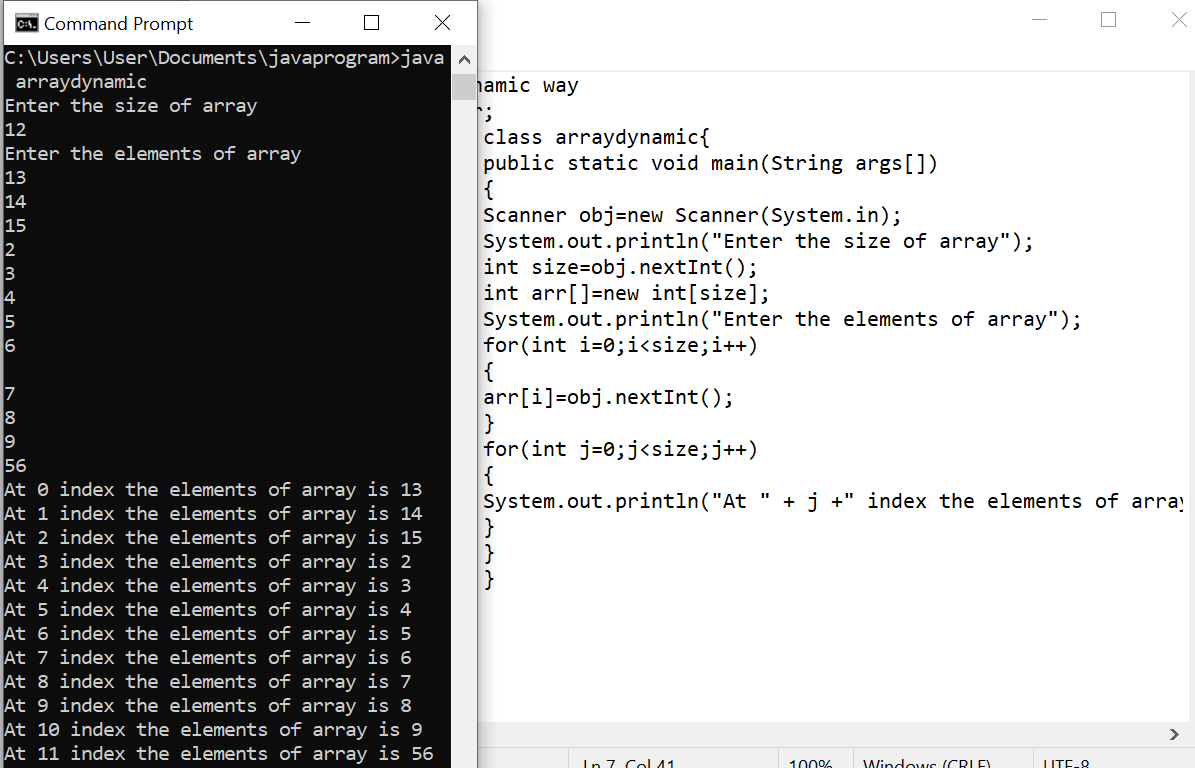 Command Prompt
C:\Users\User\Documents\javaprogram>java
arraydynamic
Enter the size of array
12
Enter the elements of array
13
14
15
2
3
4
5
6
7
8
9
56
At 0 index the elements of array is 13
At 1 index the elements of array is 14
At 2 index the elements of array is 15
At 3 index the elements of array is 2
At 4 index the elements of array is 3
At 5 index the elements of array is 4
At 6 index the elements of array is 5
At 7 index the elements of array is 6
At 8 index the elements of array is 7
At 9 index the elements of array is 8
At 10 index the elements of array is 9
At 11 index the elements of array is 56
namic way
r;
class arraydynamic{
public static void main(String args[])
{
Scanner obj=new Scanner(System.in);
System.out.println("Enter the size of array");
int size=obj.nextInt();
int arr[]=new int[size];
System.out.println("Enter the elements of array");
for(int i=0;i<size;i++)
{
arr[i]=obj.nextInt();
}
for(int j=0;j<size;j++)
{
System.out.println("At " + j +" index the elements of array
}
}
}
Ln 7, Col 41
100%
Windows (CRLF)
UTF-8